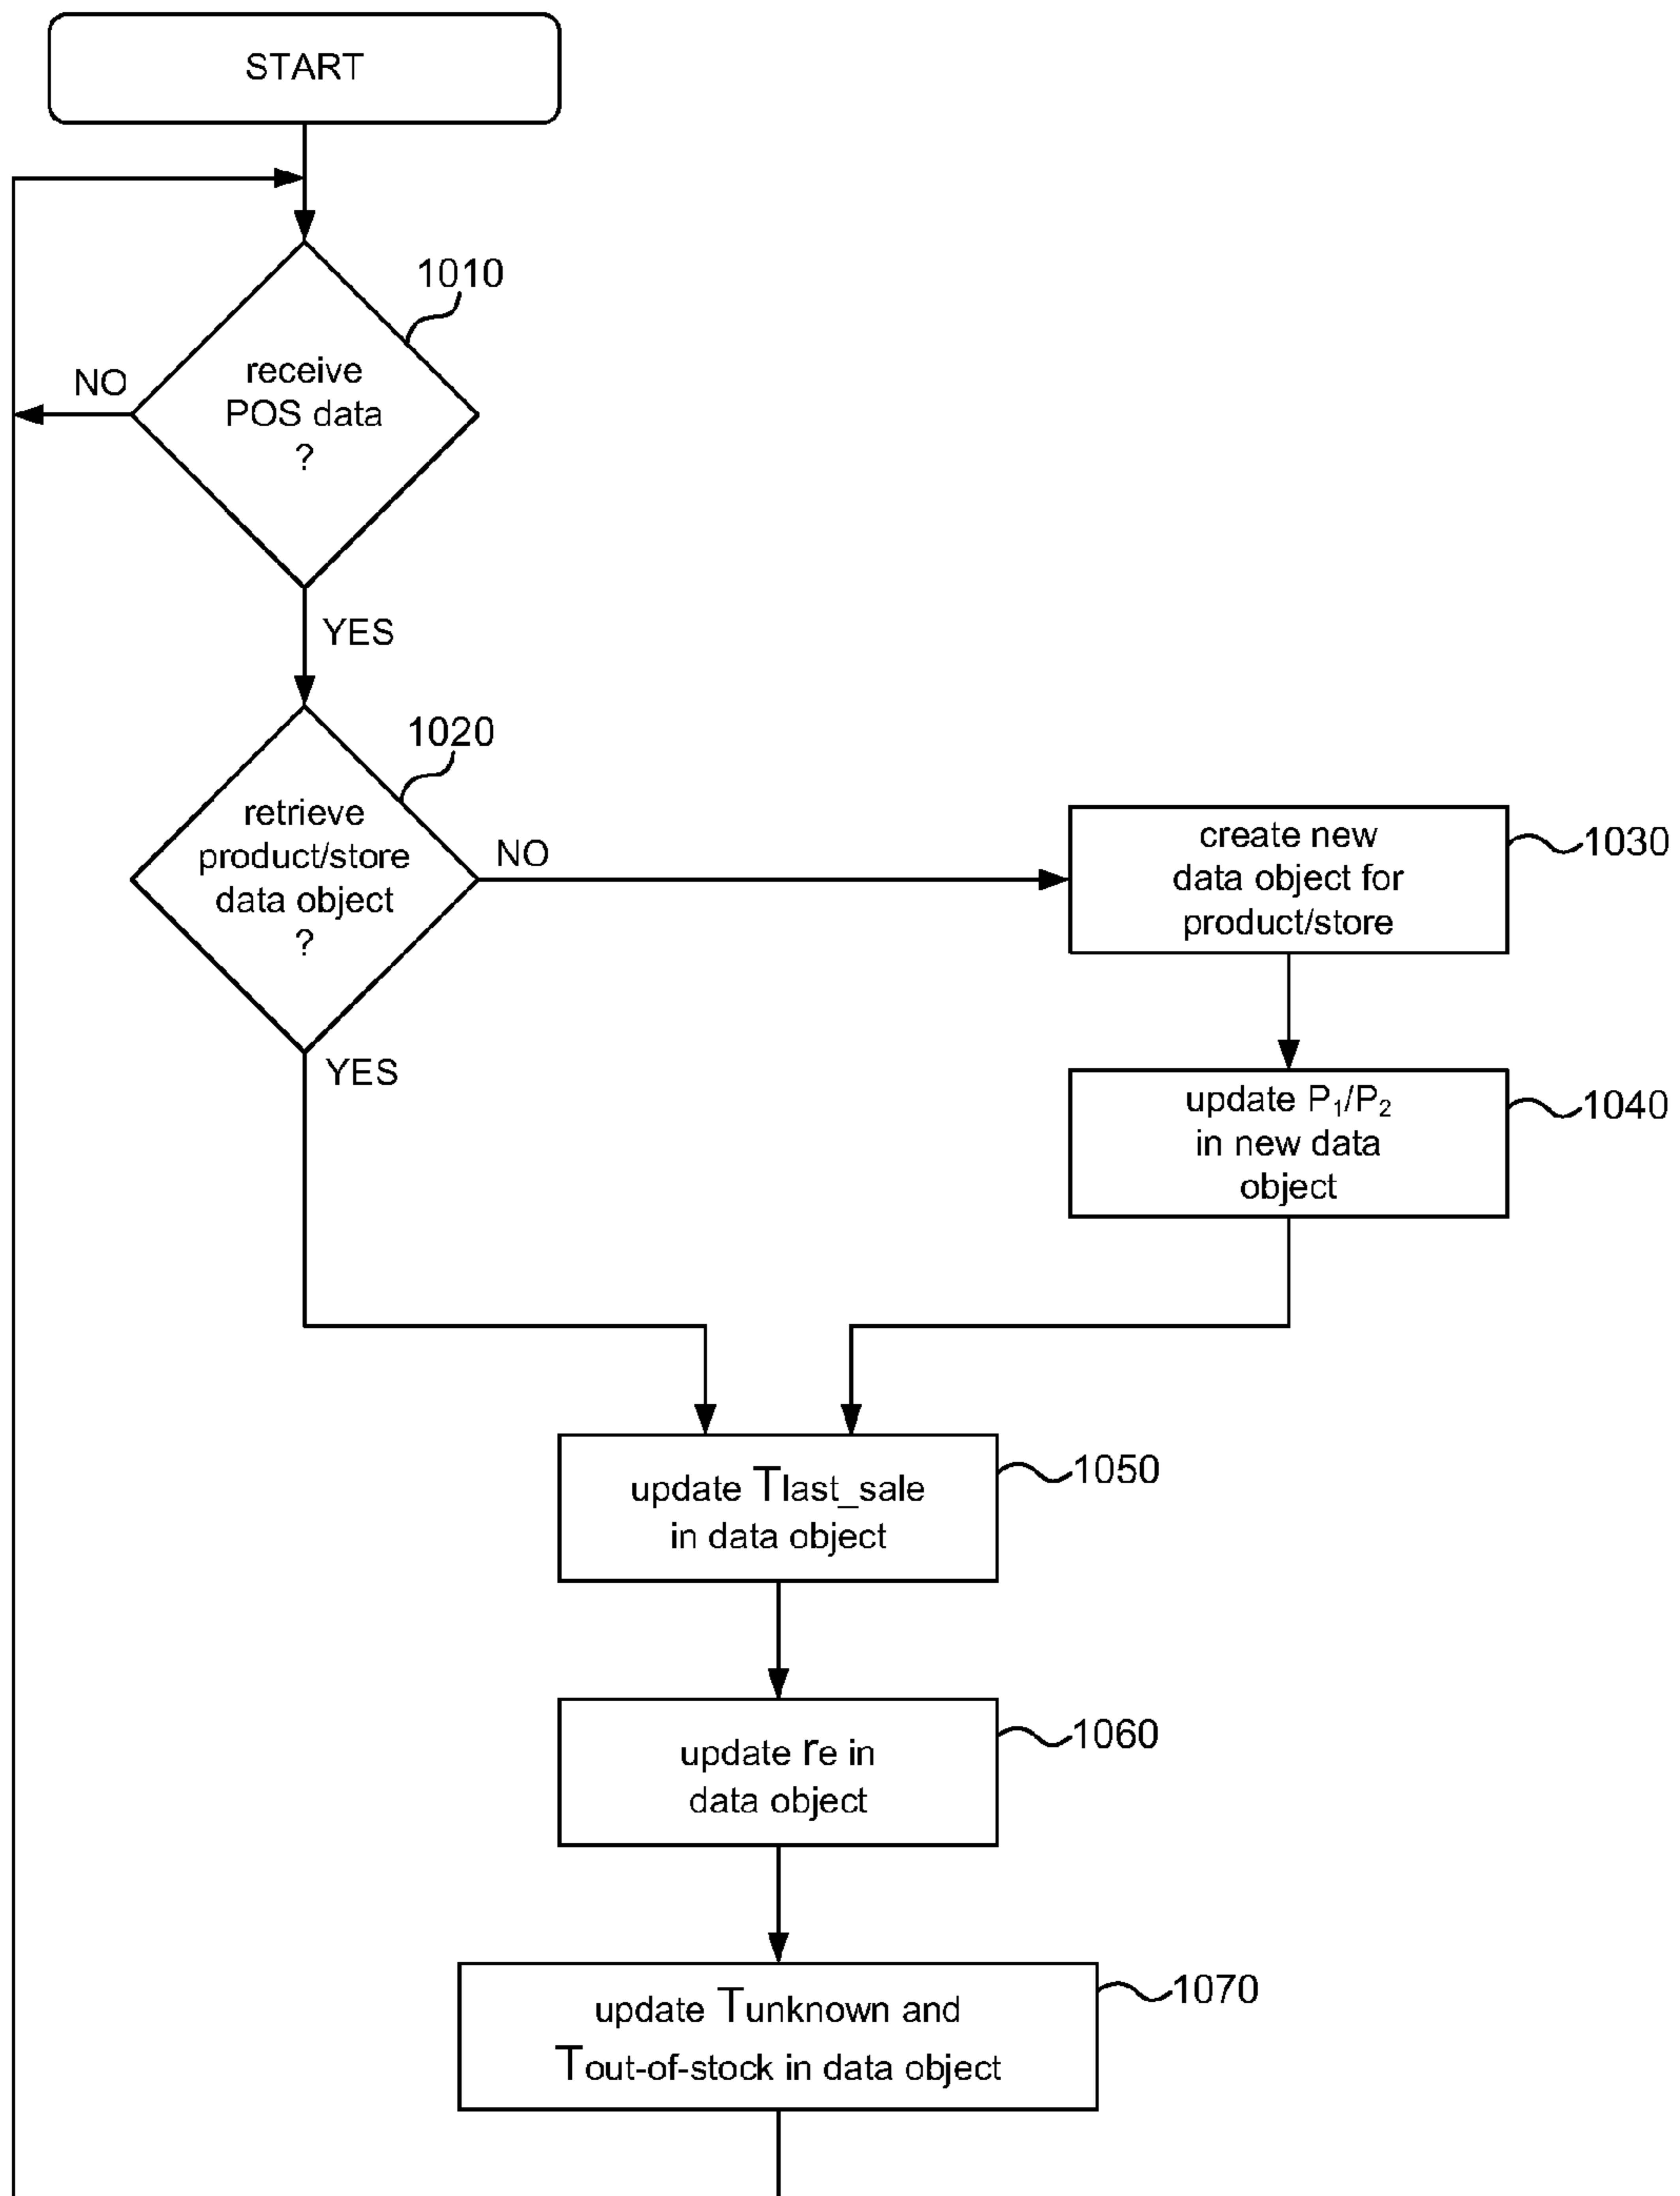 START
1010
receive
POS data
?
NO
YES
1020
retrieve
product/store
data object
?
NO
YES
create new
data object for
product/store
1030
update P₁/P₂
in new data
object
1040
update Tlast_sale
in data object
1050
update re in
data object
1060
update Tunknown and
Tout-of-stock in data object
1070